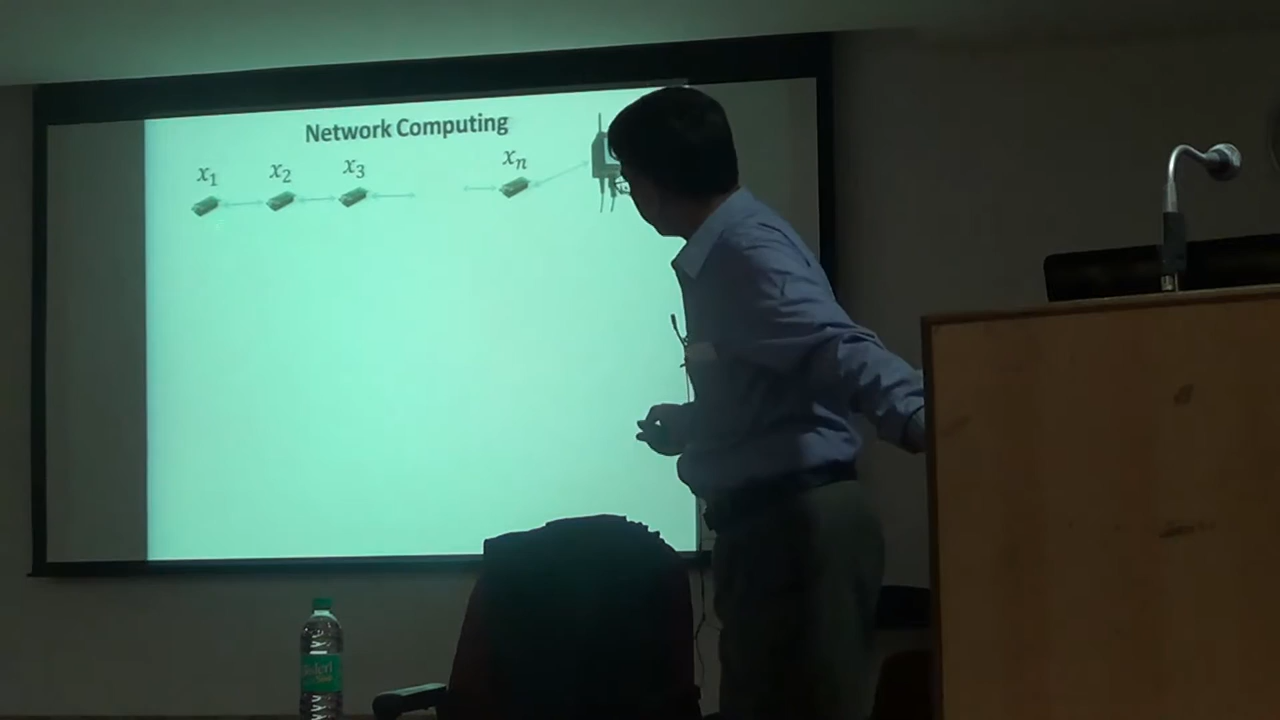 Network Computing
x₁ x₂ x₃ xₙ